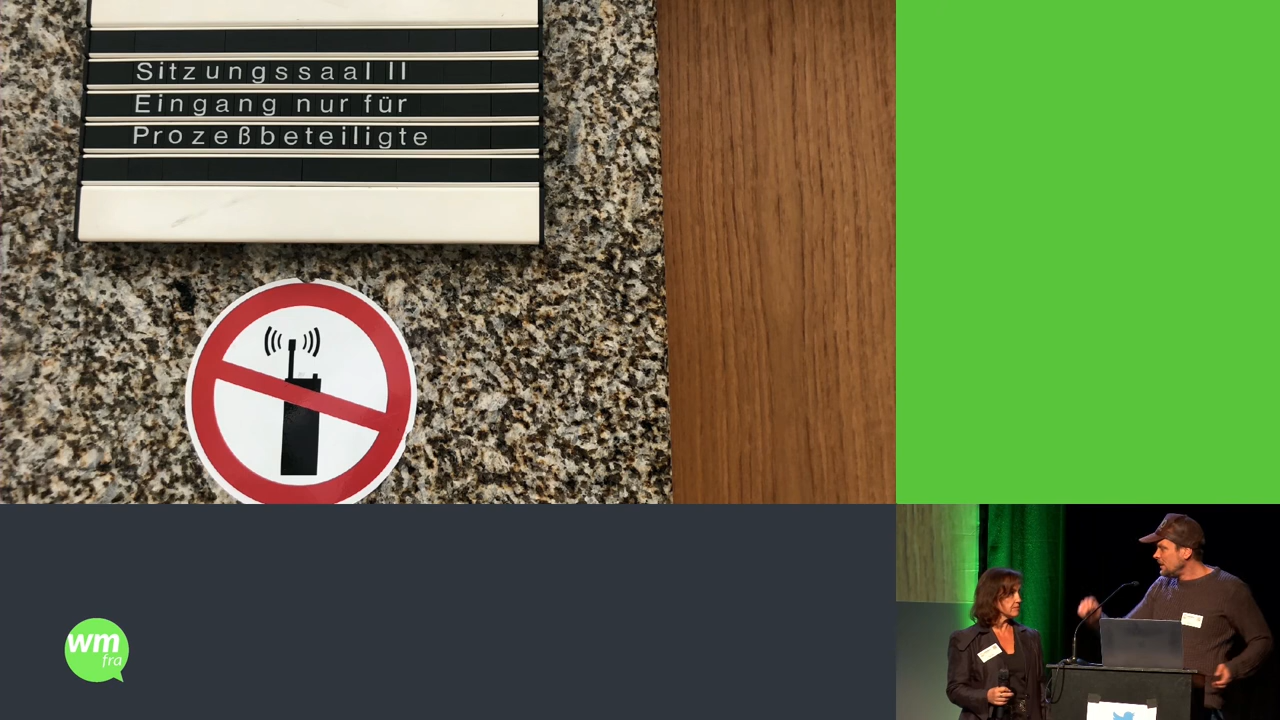 Sitzungssaal II
Eingang nur für
Prozeßbeteiligte
wm
fra